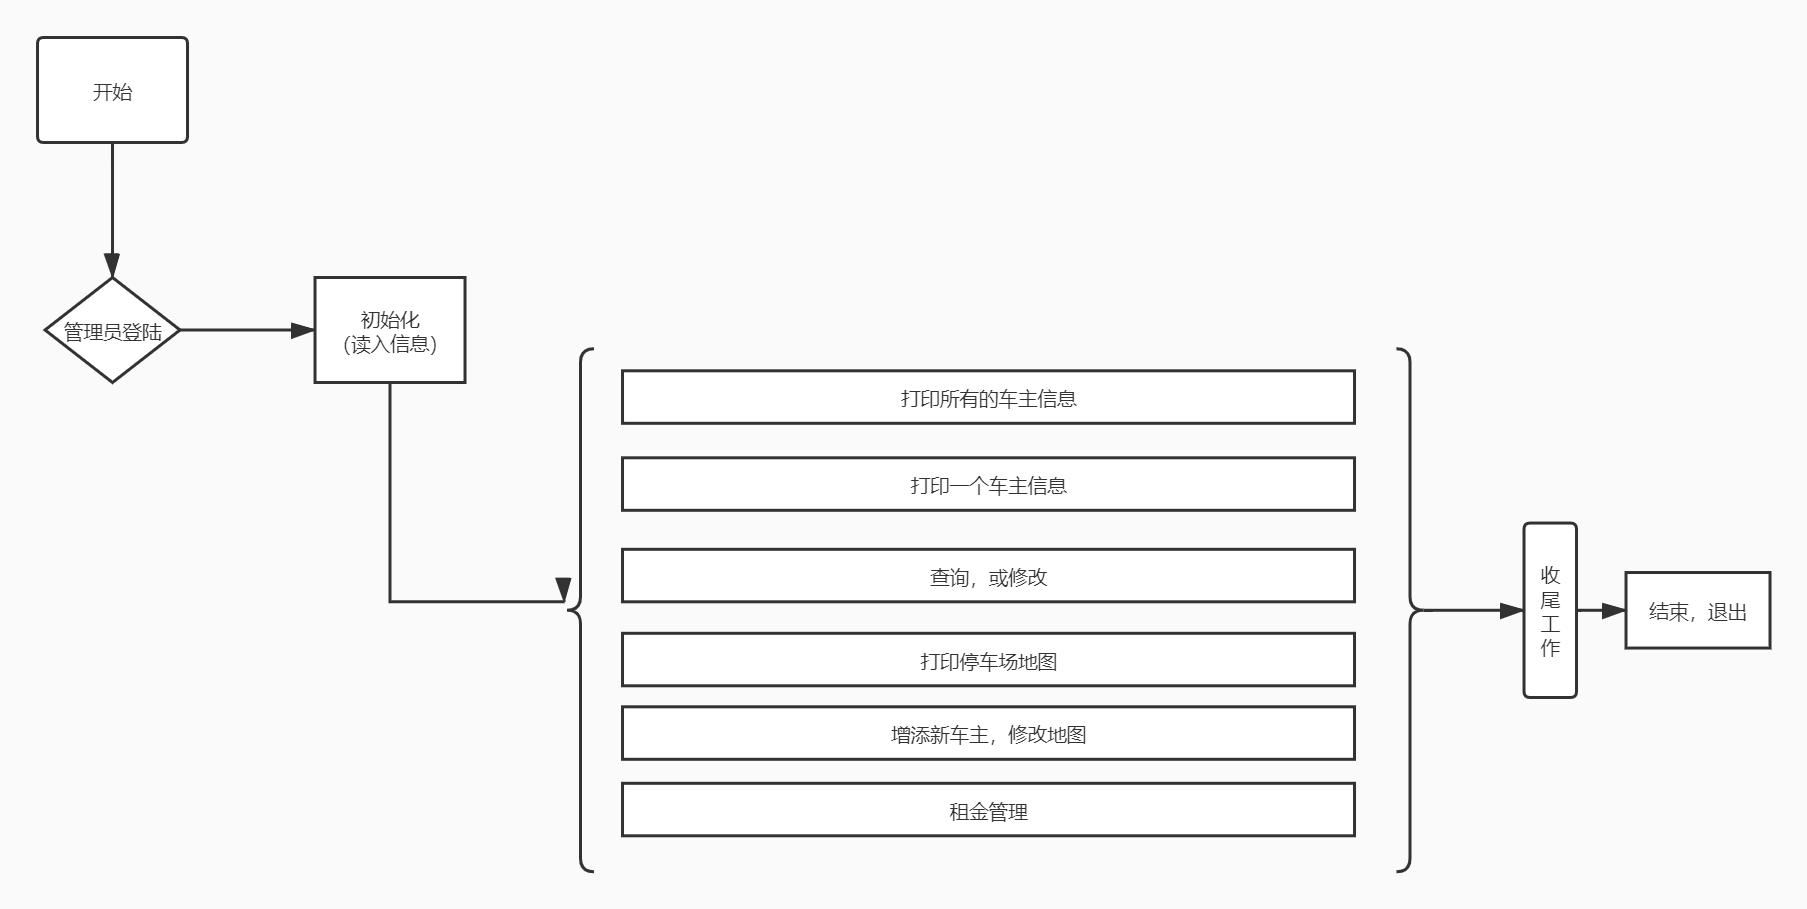 开始
管理员登陆
初始化
（读入信息）
打印所有的车主信息
打印一个车主信息
查询，或修改
打印停车场地图
增添新车主，修改地图
租金管理
收
尾
工
作
结束，退出